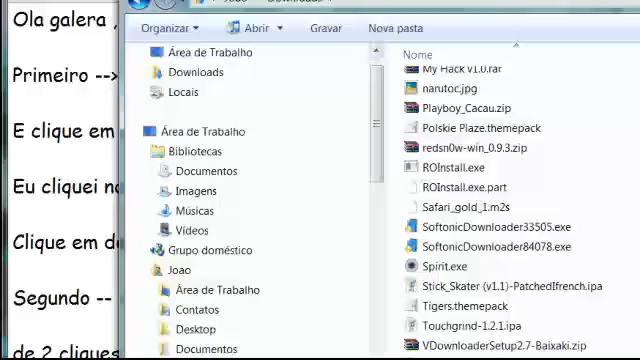 Ola galera ,
Primeiro -->
E clique em
Eu cliquei
Clique em
Segundo --
de 2 cliques
Downloads
Organizar
Abrir
Gravar
Nova pasta
Área de Trabalho
Downloads
Locais
Área de Trabalho
Bibliotecas
Documentos
Imagens
Músicas
Vídeos
Grupo doméstico
Joao
Área de Trabalho
Contatos
Desktop
Documentos
Nome
My Hack v1.0.rar
narutoc.jpg
Playboy_Cacau.zip
Polskie Plaze.themepack
redsn0w-win_0.9.3.zip
ROInstall.exe
ROInstall.exe.part
Safari_gold_1.m2s
SoftonicDownloader33505.exe
SoftonicDownloader84078.exe
Spirit.exe
Stick_Skater (v1.1)-PatchedIfrench.ipa
Tigers.themepack
Touchgrind-1.2.1.ipa
VDownloaderSetup2.7-Baixaki.zip